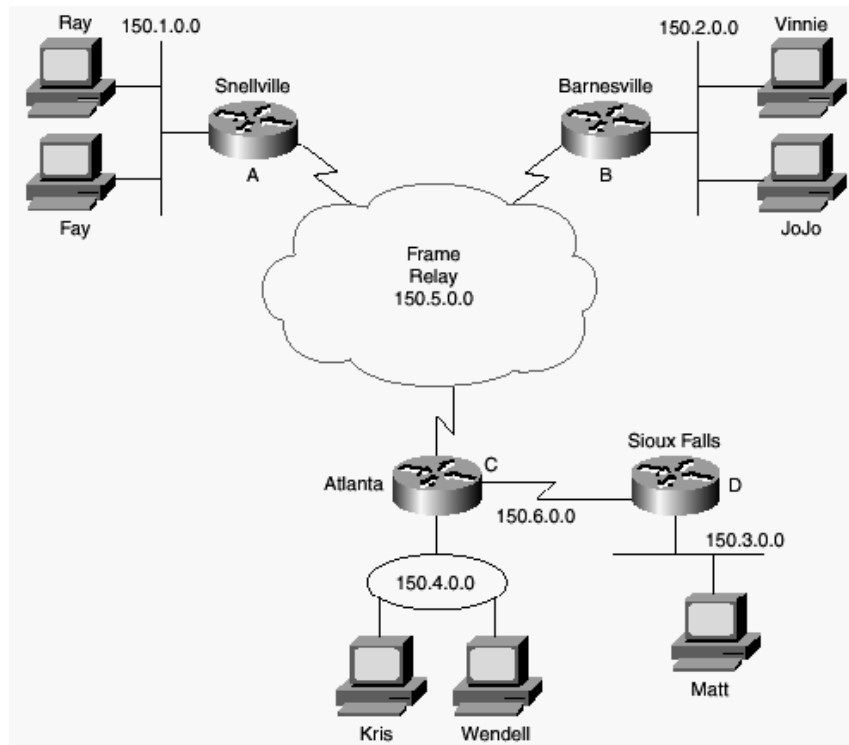 Ray
150.1.0.0
150.2.0.0
Vinnie
Snellville
Barnesville
A
B
Fay
JoJo
Frame
Relay
150.5.0.0
Sioux Falls
Atlanta
C
D
150.6.0.0
150.3.0.0
150.4.0.0
Matt
Kris
Wendell